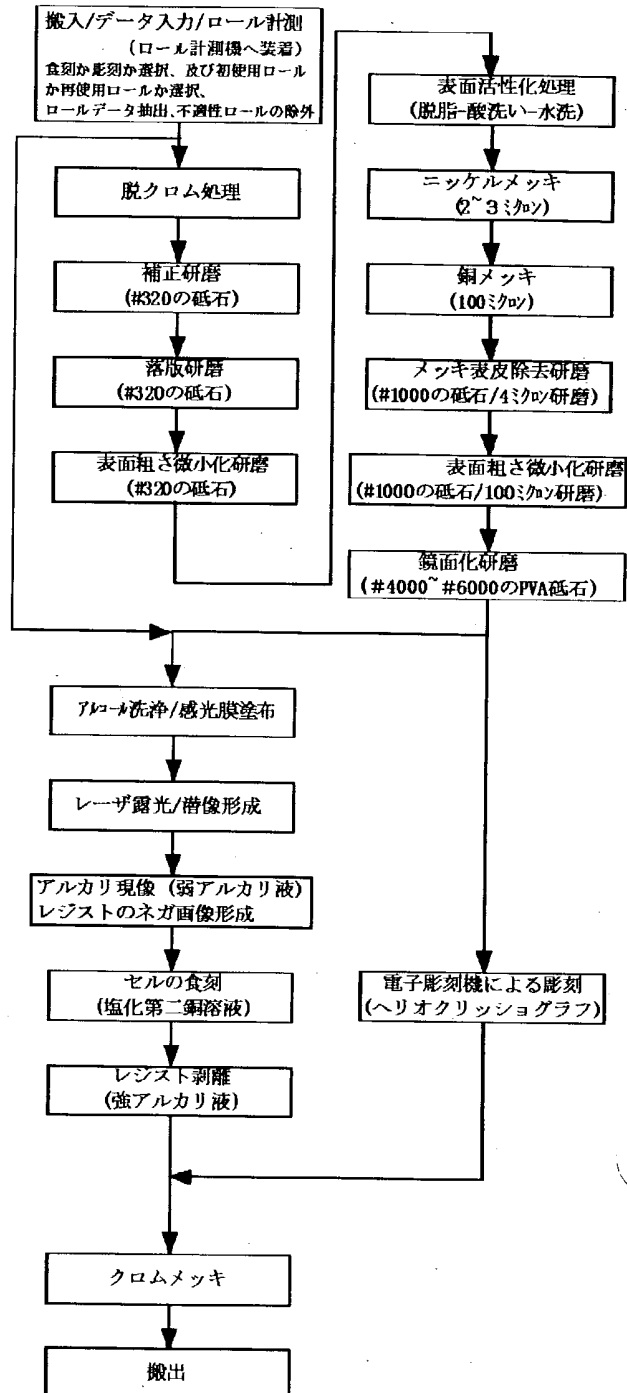 搬入/データ入力/ロール計測
(ロール計測機へ装着)
食刻か彫刻か選択、及び初使用ロール
か再使用ロールか選択、
ロールデータ抽出、不適性ロールの除外
脱クロム処理
補正研磨
(#320の砥石)
落版研磨
(#320の砥石)
表面粗さ微小化研磨
(#320の砥石)
表面活性化処理
(脱脂-酸洗い-水洗)
ニッケルメッキ
(2~3ミクロン)
銅メッキ
(100ミクロン)
メッキ表皮除去研磨
(#1000の砥石/4ミクロン研磨)
表面粗さ微小化研磨
(#1000の砥石/100ミクロン研磨)
鏡面化研磨
(#4000~#6000のPVA砥石)
アルコール洗浄/感光膜塗布
レーザ露光/潜像形成
アルカリ現像(弱アルカリ液)
レジストのネガ画像形成
セルの食刻
(塩化第二銅溶液)
レジスト剥離
(強アルカリ液)
電子彫刻機による彫刻
(ヘリオクリッショグラフ)
クロムメッキ
搬出